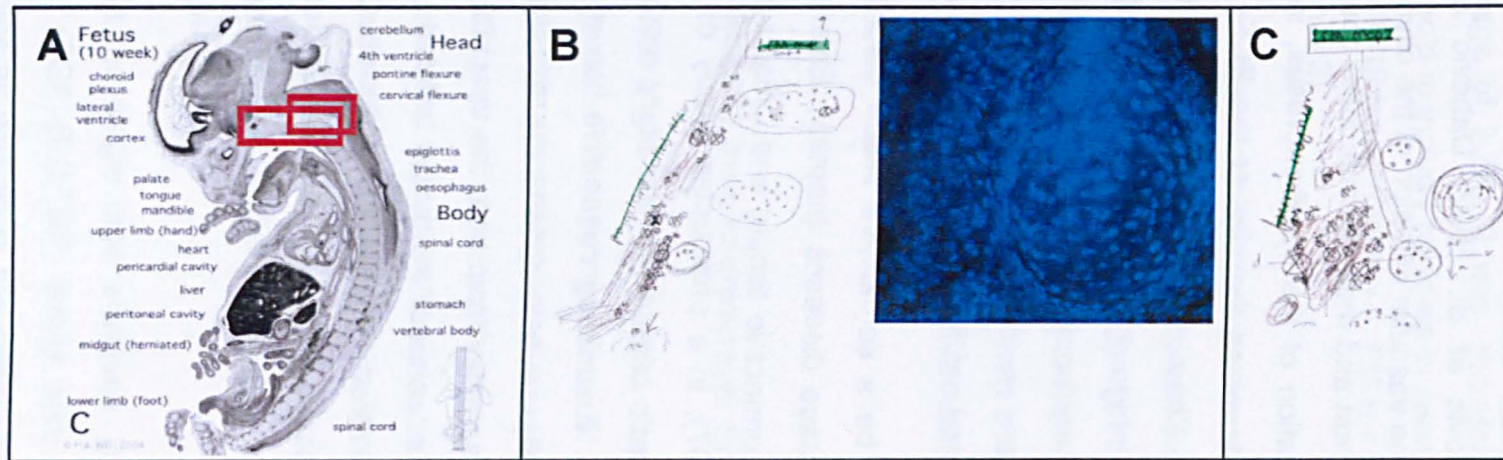 A
Fetus
(10 week)
choroid
plexus
lateral
ventricle
cortex
palate
tongue
mandible
upper limb (hand)
heart
pericardial cavity
liver
peritoneal cavity
midgut (herniated)
lower limb (foot)
C
cerebellum
Head
4th ventricle
pontine flexure
cervical flexure
epiglottis
trachea
oesophagus
Body
spinal cord
stomach
vertebral body
spinal cord
B
C